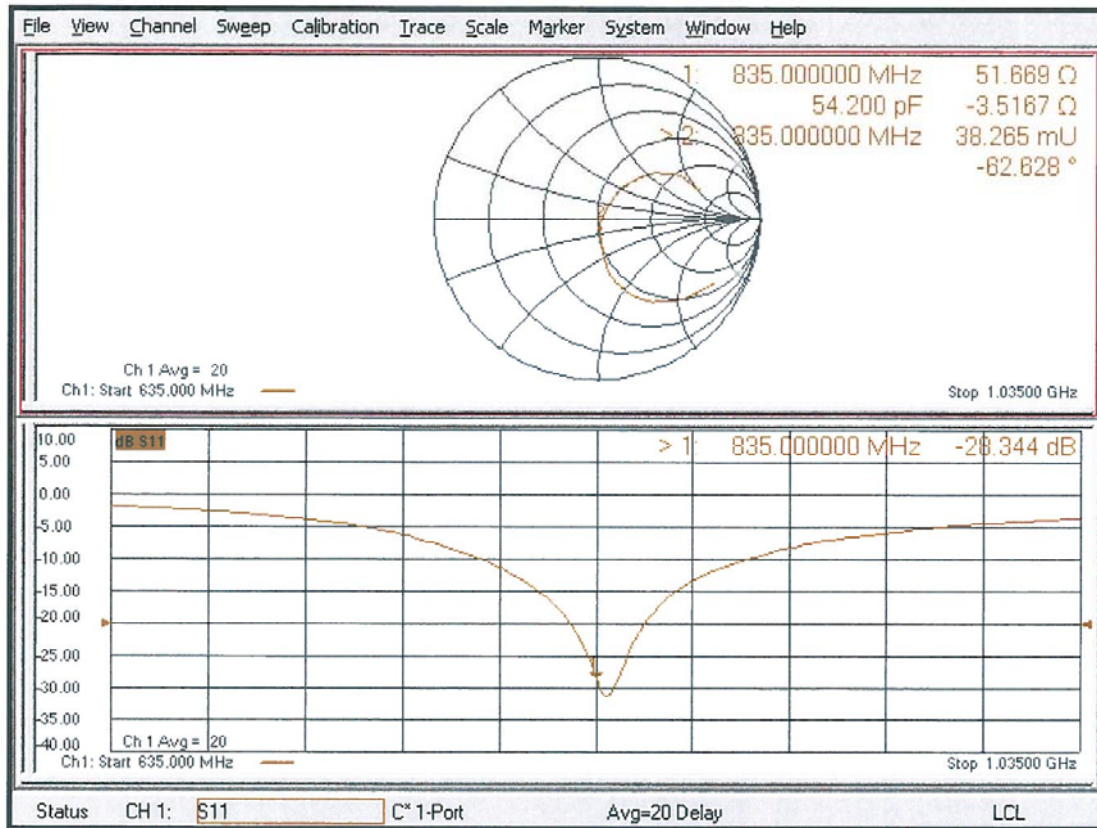 File View Channel Sweep Calibration Trace Scale Marker System Window Help
1: 835.000000 MHz 51.669 Ω
54.200 pF -3.5167 Ω
> 2: 835.000000 MHz 38.265 mU
-62.628 °
Ch 1 Avg = 20
Ch1: Start 635.000 MHz Stop 1.03500 GHz
10.00 dB S11 > 1: 835.000000 MHz -28.344 dB
5.00
0.00
-5.00
-10.00
-15.00
-20.00
-25.00
-30.00
-35.00
-40.00 Ch 1 Avg = 20
Ch1: Start 635.000 MHz Stop 1.03500 GHz
Status CH 1: S11 C* 1-Port Avg=20 Delay LCL